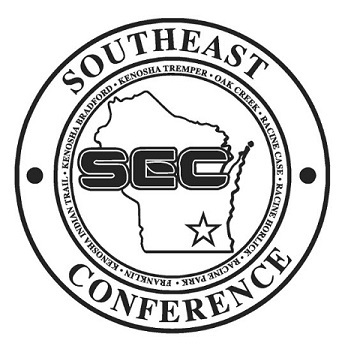 SOUTHEAST
KENOSHA INDIAN TRAIL • KENOSHA BRADFORD • KENOSHA TREMPER • OAK CREEK • RACINE CASE • RACINE HORLICK • RACINE PARK • FRANKLIN •
SEC
CONFERENCE